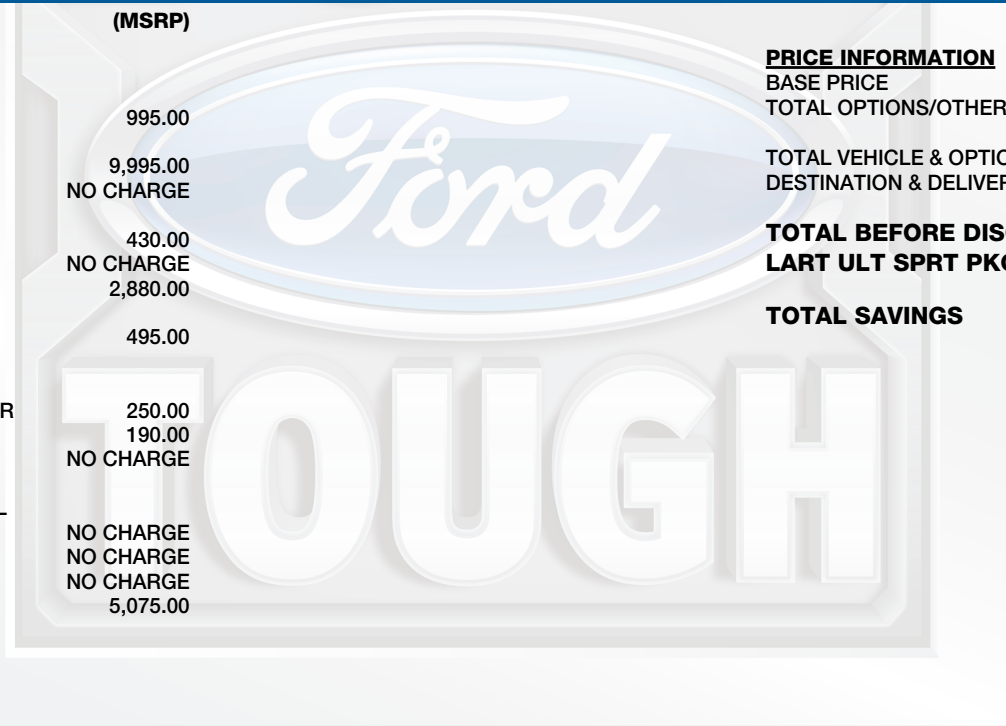 (MSRP)
995.00
9,995.00
NO CHARGE
430.00
NO CHARGE
2,880.00
495.00
R 250.00
190.00
NO CHARGE
NO CHARGE
NO CHARGE
NO CHARGE
5,075.00
PRICE INFORMATION
BASE PRICE
TOTAL OPTIONS/OTHER
TOTAL VEHICLE & OPTIO
DESTINATION & DELIVER
TOTAL BEFORE DISC
LART ULT SPRT PKG
TOTAL SAVINGS
Ford
TOUGH